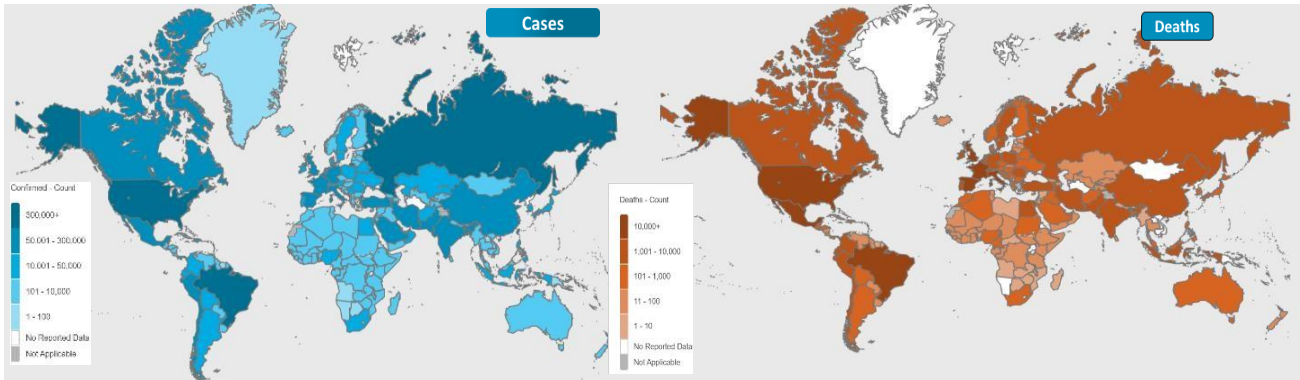 Cases
Deaths
Confirmed - Count
300,000+
50.001 - 300,000
10.001 - 50,000
101 - 10,000
1 - 100
No Reported Data
Not Applicable
Deaths - Count
10,000+
1,001 - 10,000
101 - 1,000
11 - 100
1 - 10
No Reported Data
Not Applicable